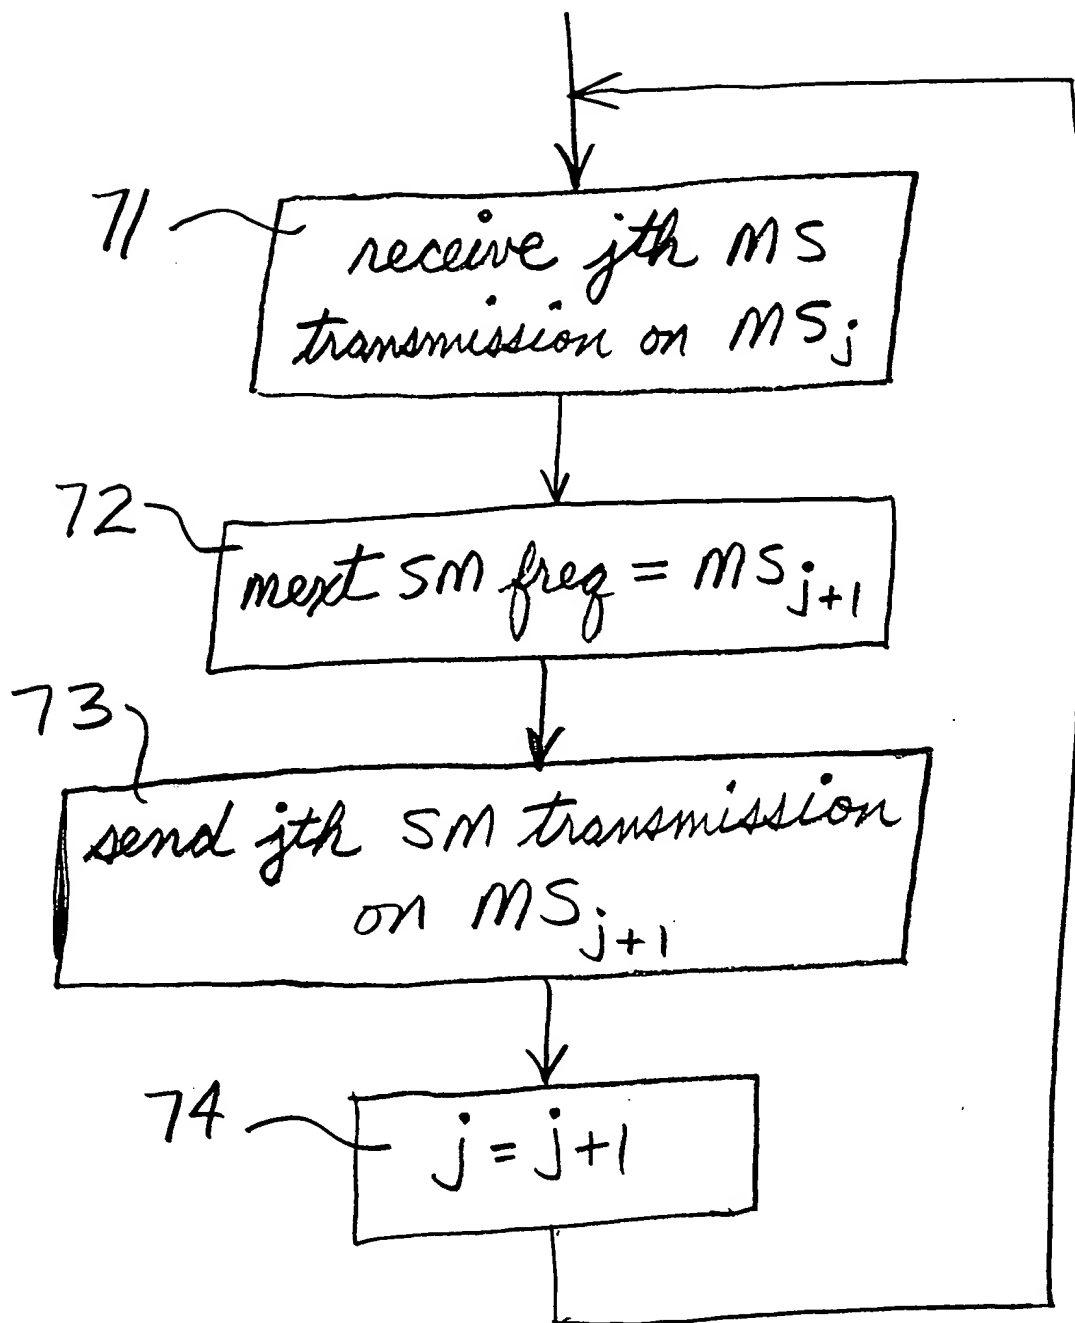 71
receive jth MS
transmission on MSj
72
next SM freq = MSj+1
73
send jth SM transmission
on MSj+1
74
j = j+1